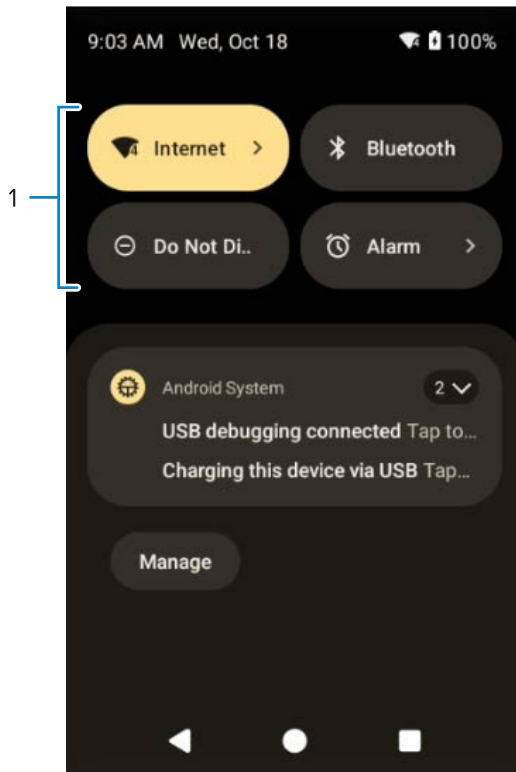 9:03 AM Wed, Oct 18 100%
Internet Bluetooth
1
Do Not Di.. Alarm
Android System 2
USB debugging connected Tap to...
Charging this device via USB Tap...
Manage